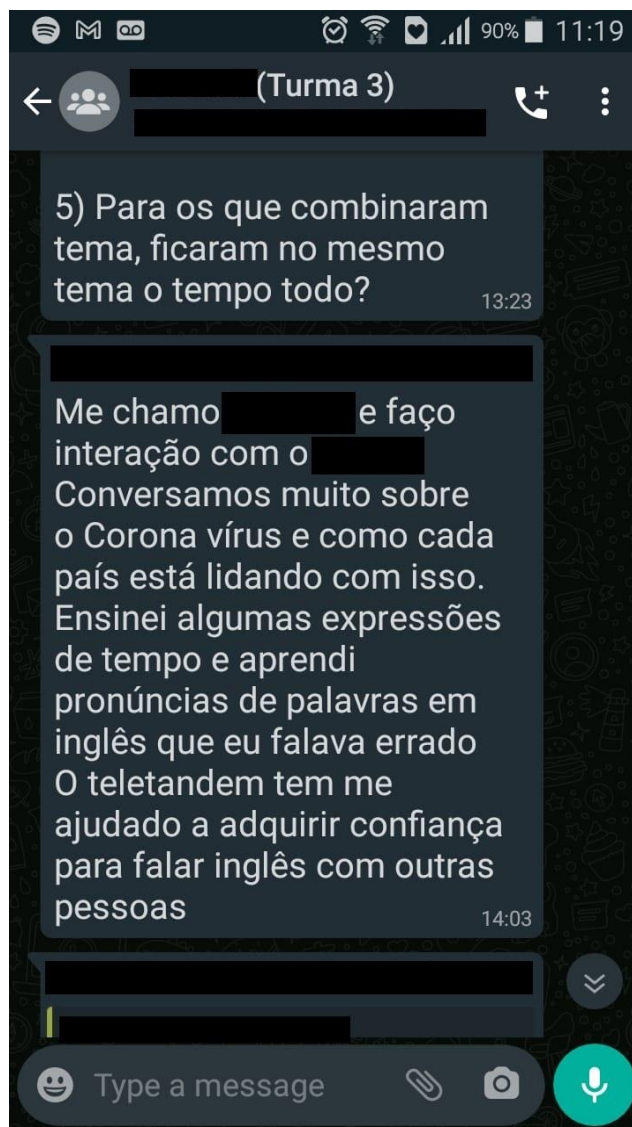 90% 11:19
(Turma 3)
5) Para os que combinaram
tema, ficaram no mesmo
tema o tempo todo?
13:23
Me chamo e faço
interação com o
Conversamos muito sobre
o Corona vírus e como cada
país está lidando com isso.
Ensinei algumas expressões
de tempo e aprendi
pronúncias de palavras em
inglês que eu falava errado
O teletandem tem me
ajudado a adquirir confiança
para falar inglês com outras
pessoas
14:03
Type a message